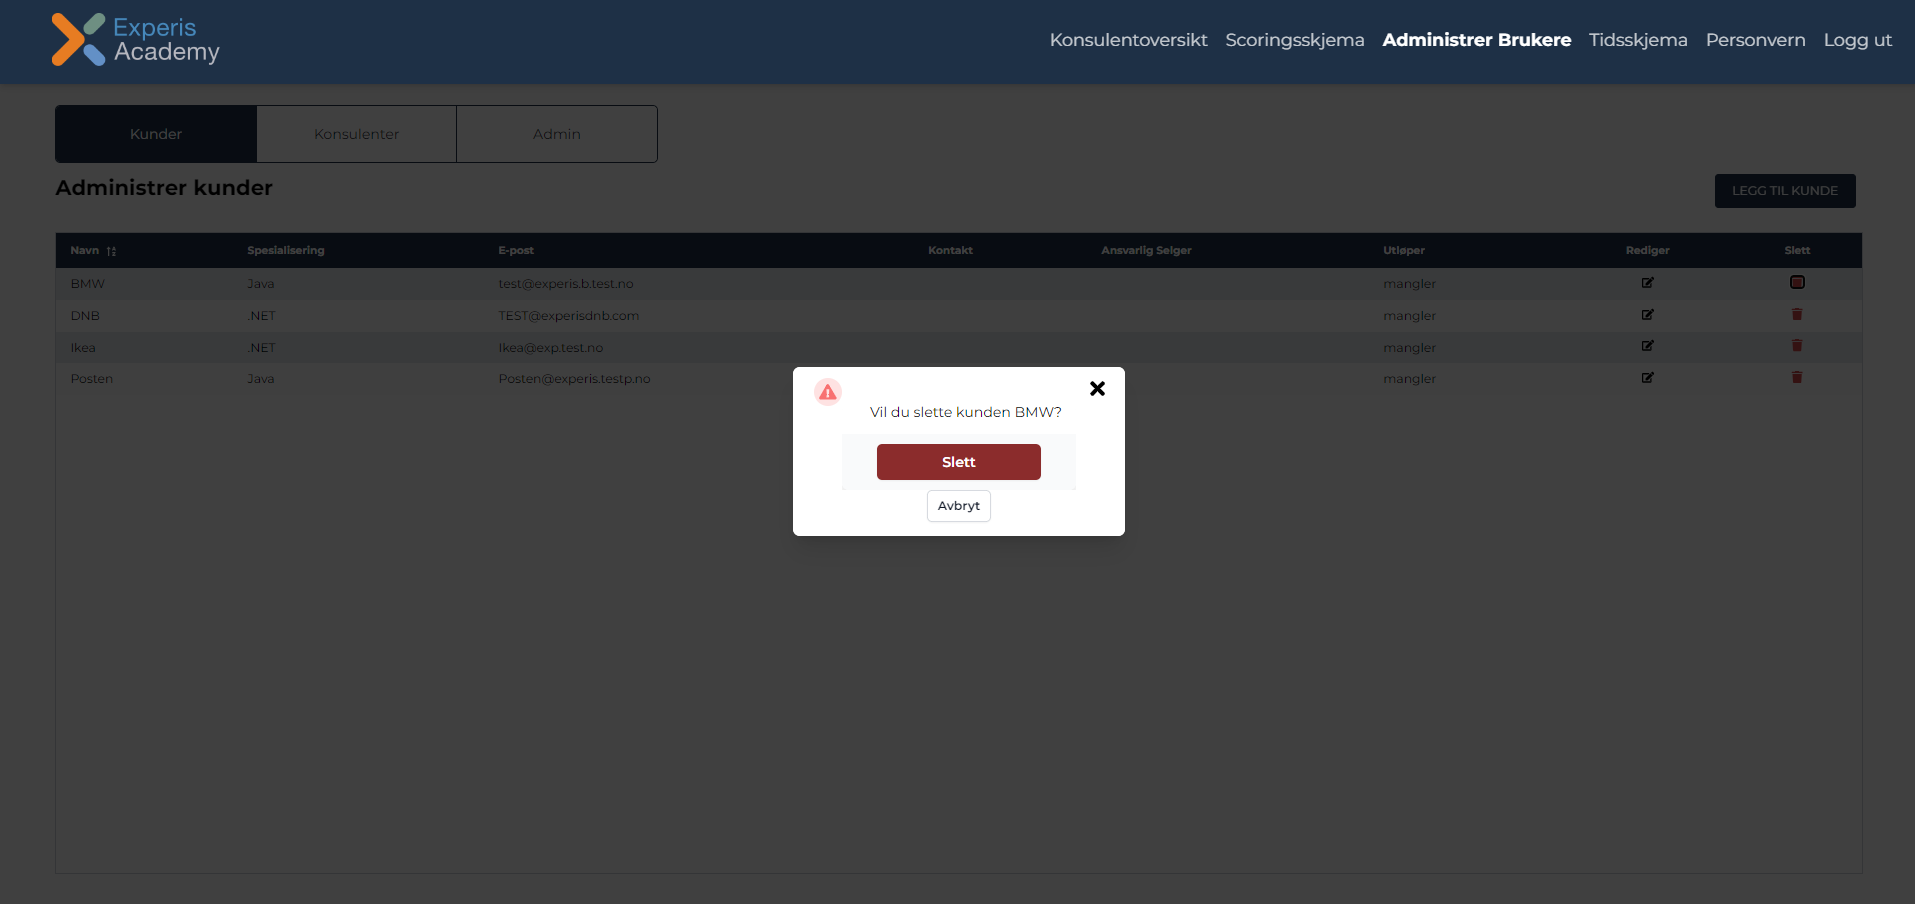 Experis
Academy
Konsulentoversikt Scoringsskjema Administrer Brukere Tidsskjema Personvern Logg ut
Kunder Konsulenter Admin
Administrer kunder
LEGG TIL KUNDE
Navn Spesialisering E-post Kontakt Ansvarlig Selger Utløper Rediger Slett
BMW Java test@experis.b.test.no mangler
DNB .NET TEST@experisdnb.com mangler
Ikea .NET Ikea@exp.test.no mangler
Posten Java Posten@experis.testp.no mangler
Vil du slette kunden BMW?
Slett
Avbryt